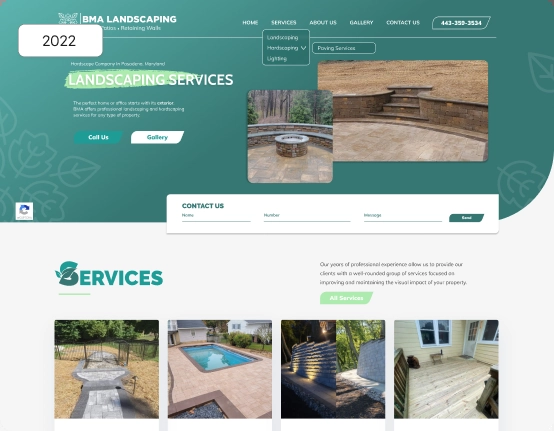 BMA LANDSCAPING
Patios • Retaining Walls
2022
HOME SERVICES ABOUT US GALLERY CONTACT US 443-359-3534
Landscaping
Hardscaping
Paving Services
Lighting
Hardscape Company in Pasadena, Maryland
LANDSCAPING SERVICES
The perfect home or office starts with its exterior.
BMA offers professional landscaping and hardscaping
services for any type of property.
Call Us
Gallery
CONTACT US
Name
Number
Message
Send
SERVICES
Our years of professional experience allow us to provide our
clients with a well-rounded group of services focused on
improving and maintaining the visual impact of your property.
All Services